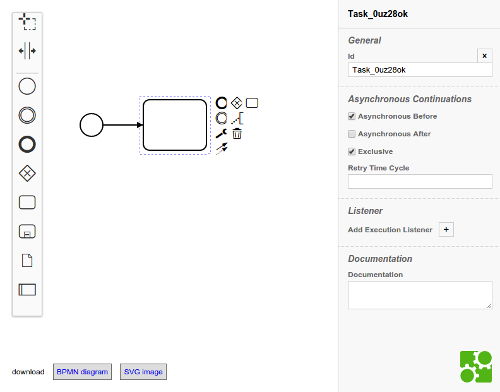 Task_0uz28ok
General
Id
x
Task_0uz28ok
Asynchronous Continuations
Asynchronous Before
Asynchronous After
Exclusive
Retry Time Cycle
Listener
Add Execution Listener +
Documentation
Documentation
download BPMN diagram SVG image